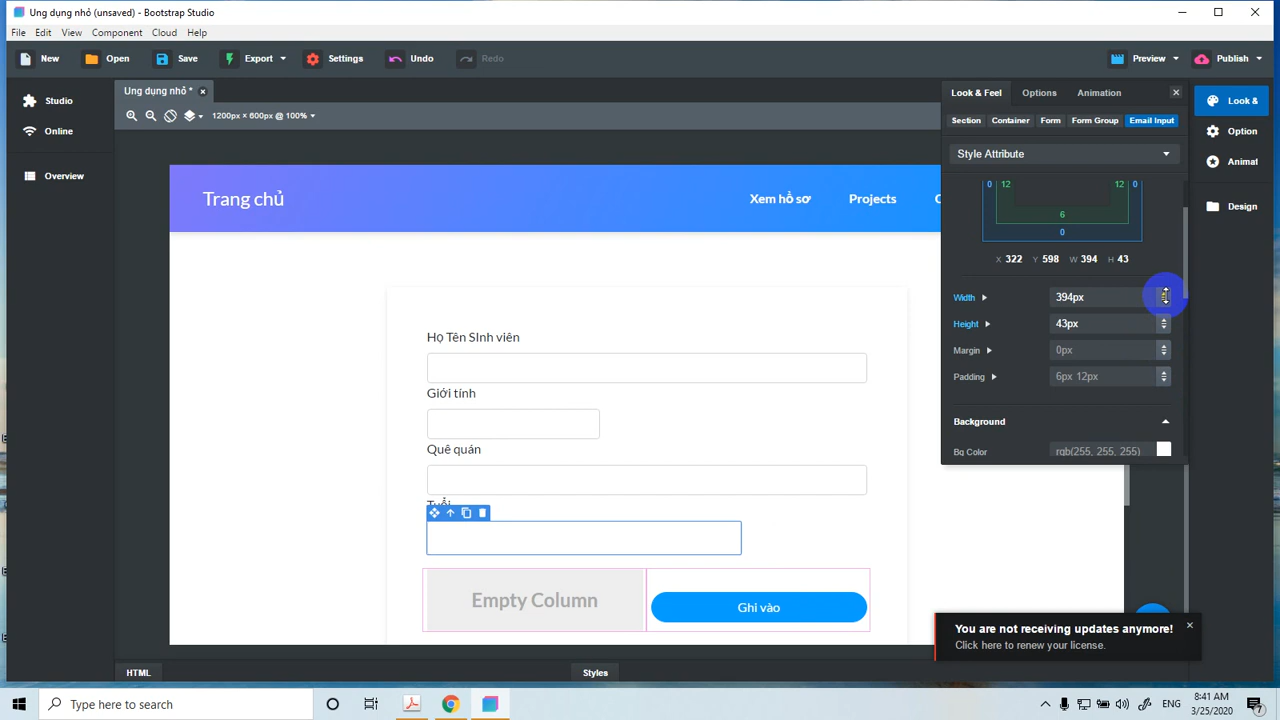 Ung dụng nhỏ (unsaved) - Bootstrap Studio
File Edit View Component Cloud Help
New Open Save Export Settings Undo Redo Preview Publish
Studio
Online
Overview
Ung dụng nhỏ *
1200px × 600px @ 100%
Trang chủ Xem hồ sơ Projects
Họ Tên SInh viên
Giới tính
Quê quán
Tuổi
Empty Column Ghi vào
Look & Feel Options Animation
Section Container Form Form Group Email Input
Style Attribute
0 12 12 0
6
0
X 322 Y 598 W 394 H 43
Width 394px
Height 43px
Margin 0px
Padding 6px 12px
Background
Bg Color rgb(255, 255, 255)
Look &
Option
Animat
Design
You are not receiving updates anymore!
Click here to renew your license.
HTML Styles
Type here to search
ENG
8:41 AM
3/25/2020
7